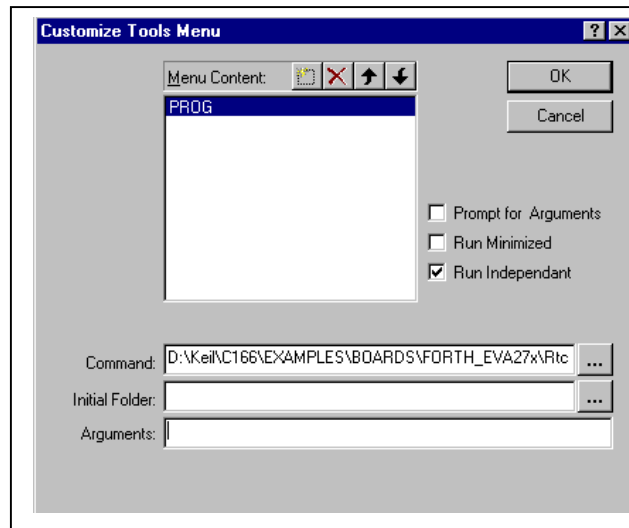 Customize Tools Menu
Menu Content:
OK
PROG
Cancel
Prompt for Arguments
Run Minimized
Run Independant
Command: D:\Keil\C166\EXAMPLES\BOARDS\FORTH_EVA27x\Rtc ...
Initial Folder: ...
Arguments: